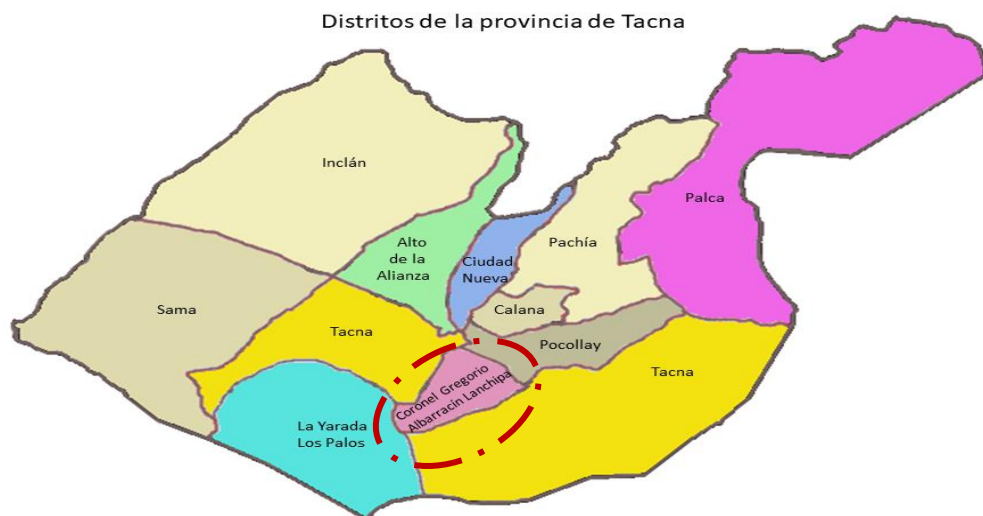 Distritos de la provincia de Tacna
Inclán
Palca
Alto
de la
Alianza
Ciudad
Nueva
Pachía
Sama
Calana
Tacna
Pocollay
Tacna
Coronel Gregorio
Albarracín Lanchipa
La Yarada
Los Palos